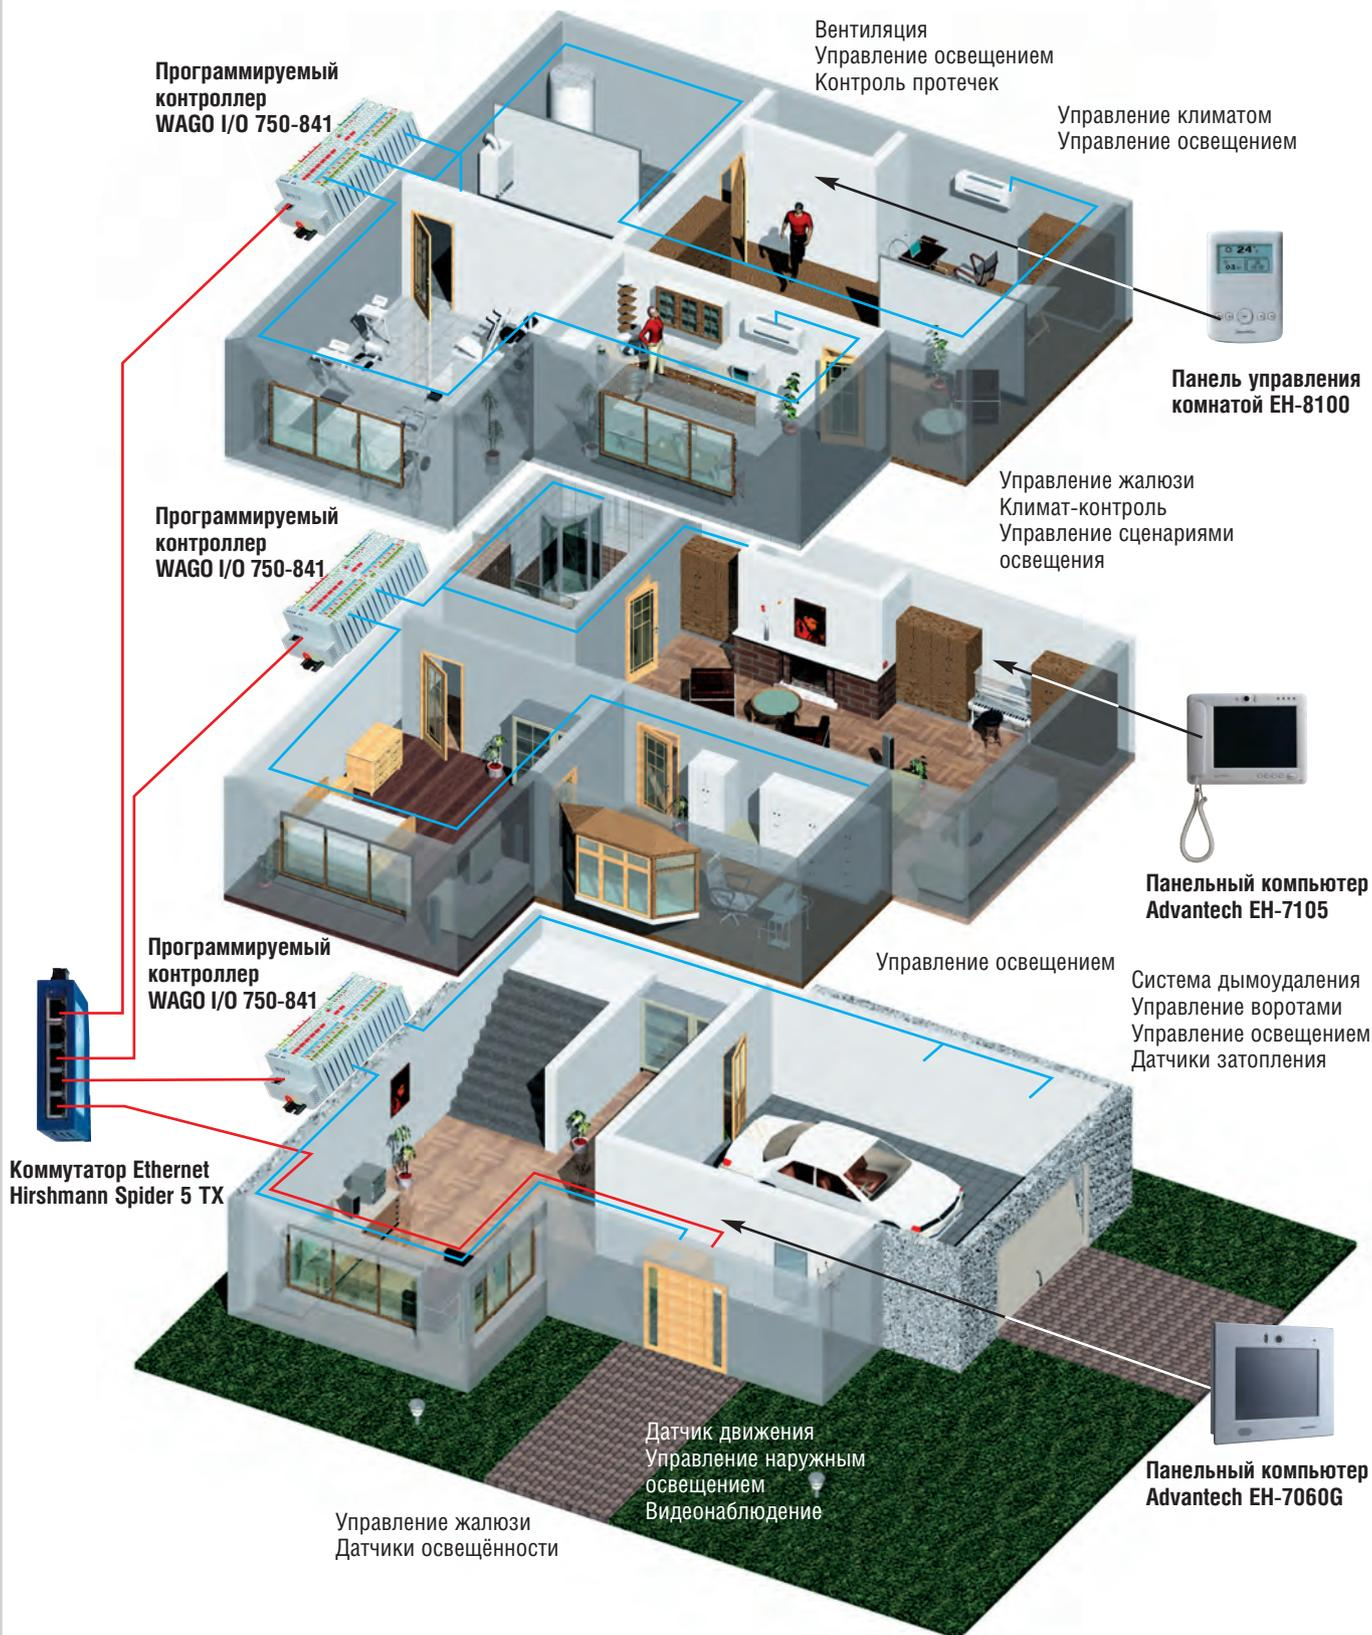 Вентиляция
Управление освещением
Контроль протечек
Программируемый
контроллер
WAGO I/O 750-841
Управление климатом
Управление освещением
24
Панель управления
комнатой EH-8100
Управление жалюзи
Климат-контроль
Управление сценариями
освещения
Программируемый
контроллер
WAGO I/O 750-841
Панельный компьютер
Advantech EH-7105
Программируемый
контроллер
WAGO I/O 750-841
Управление освещением
Система дымоудаления
Управление воротами
Управление освещением
Датчики затопления
Коммутатор Ethernet
Hirshmann Spider 5 TX
Датчик движения
Управление наружным
освещением
Видеонаблюдение
Панельный компьютер
Advantech EH-7060G
Управление жалюзи
Датчики освещённости